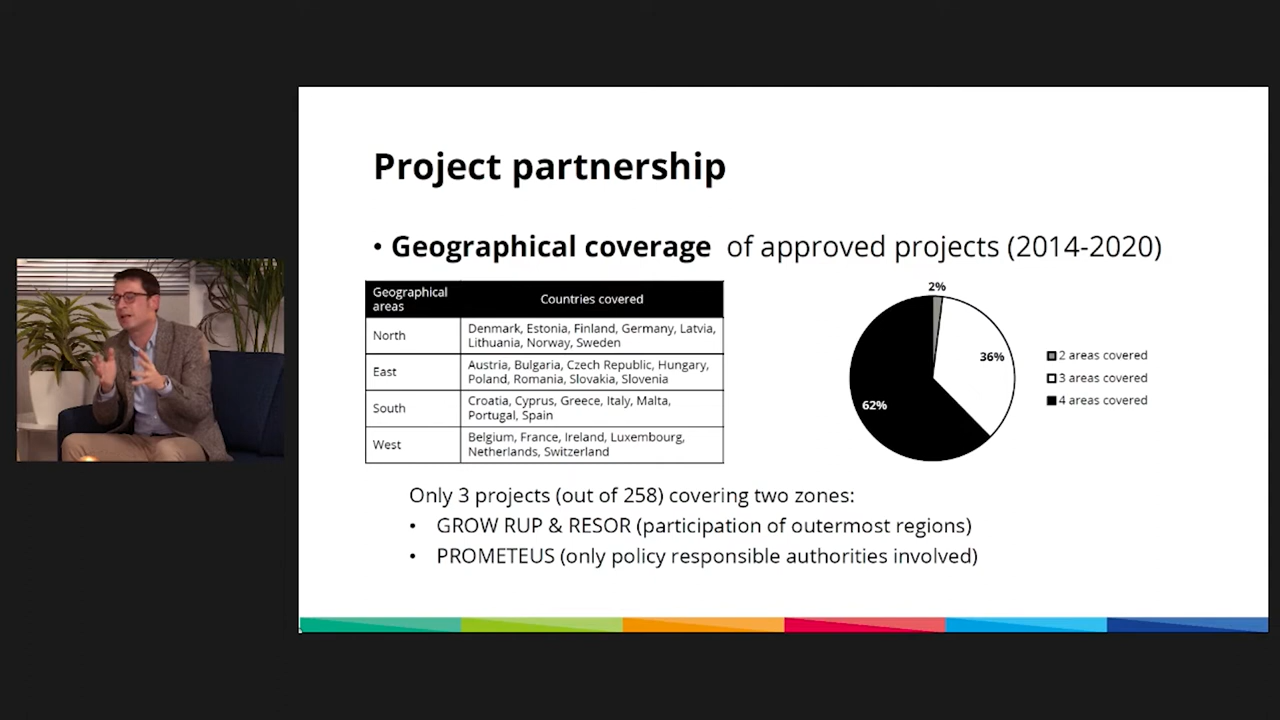 Project partnership
• Geographical coverage of approved projects (2014-2020)
Geographical
areas
Countries covered
North
Denmark, Estonia, Finland, Germany, Latvia,
Lithuania, Norway, Sweden
East
Austria, Bulgaria, Czech Republic, Hungary,
Poland, Romania, Slovakia, Slovenia
South
Croatia, Cyprus, Greece, Italy, Malta,
Portugal, Spain
West
Belgium, France, Ireland, Luxembourg,
Netherlands, Switzerland
2%
36%
62%
2 areas covered
3 areas covered
4 areas covered
Only 3 projects (out of 258) covering two zones:
• GROW RUP & RESOR (participation of outermost regions)
• PROMETEUS (only policy responsible authorities involved)